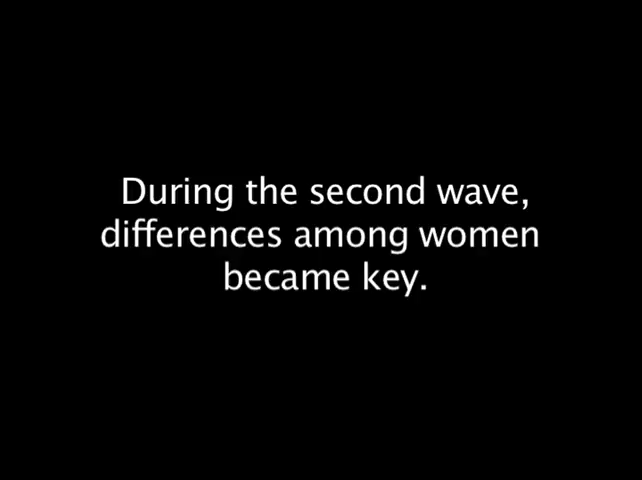 During the second wave,
differences among women
became key.